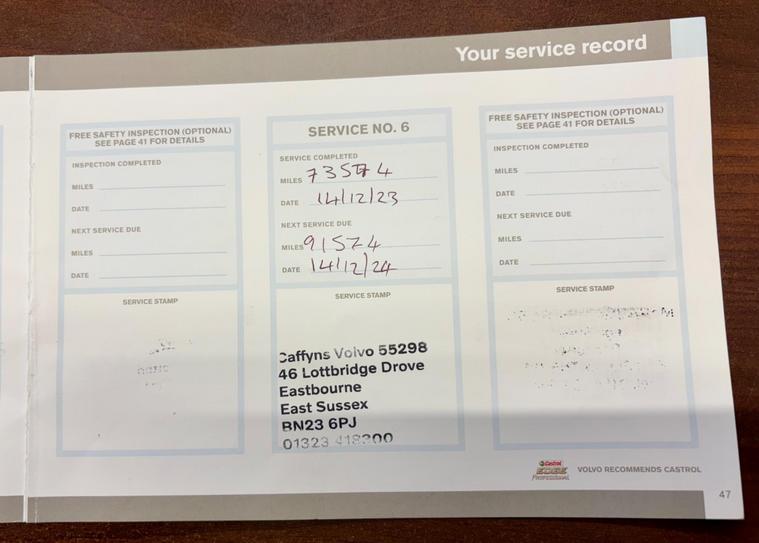 Your service record
FREE SAFETY INSPECTION (OPTIONAL)
SEE PAGE 41 FOR DETAILS
INSPECTION COMPLETED
MILES
DATE
NEXT SERVICE DUE
MILES
DATE
SERVICE STAMP
SERVICE NO. 6
SERVICE COMPLETED
MILES 73574
DATE 14/12/23
NEXT SERVICE DUE
MILES 91574
DATE 14/12/24
SERVICE STAMP
Caffyns Volvo 55298
46 Lottbridge Drove
Eastbourne
East Sussex
BN23 6PJ
01323 418300
FREE SAFETY INSPECTION (OPTIONAL)
SEE PAGE 41 FOR DETAILS
INSPECTION COMPLETED
MILES
DATE
NEXT SERVICE DUE
MILES
DATE
SERVICE STAMP
Castrol
EDGE
Professional
VOLVO RECOMMENDS CASTROL
47